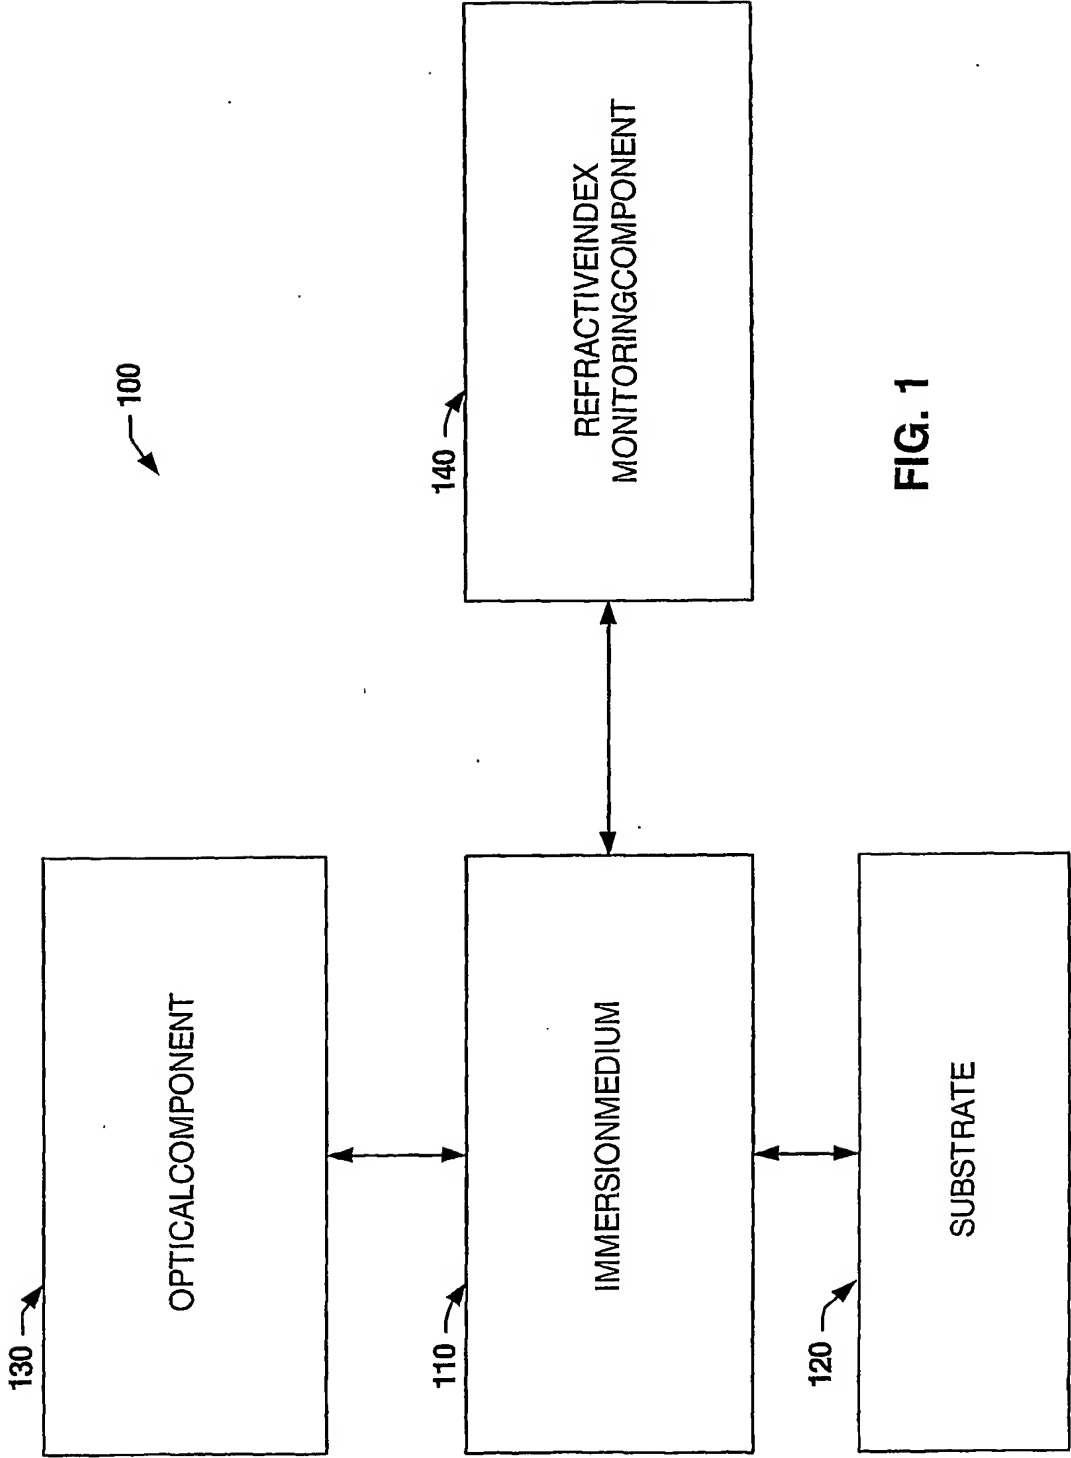 100
130
OPTICALCOMPONENT
110
IMMERSIONMEDIUM
140
REFRACTIVEINDEX
MONITORINGCOMPONENT
120
SUBSTRATE
FIG. 1